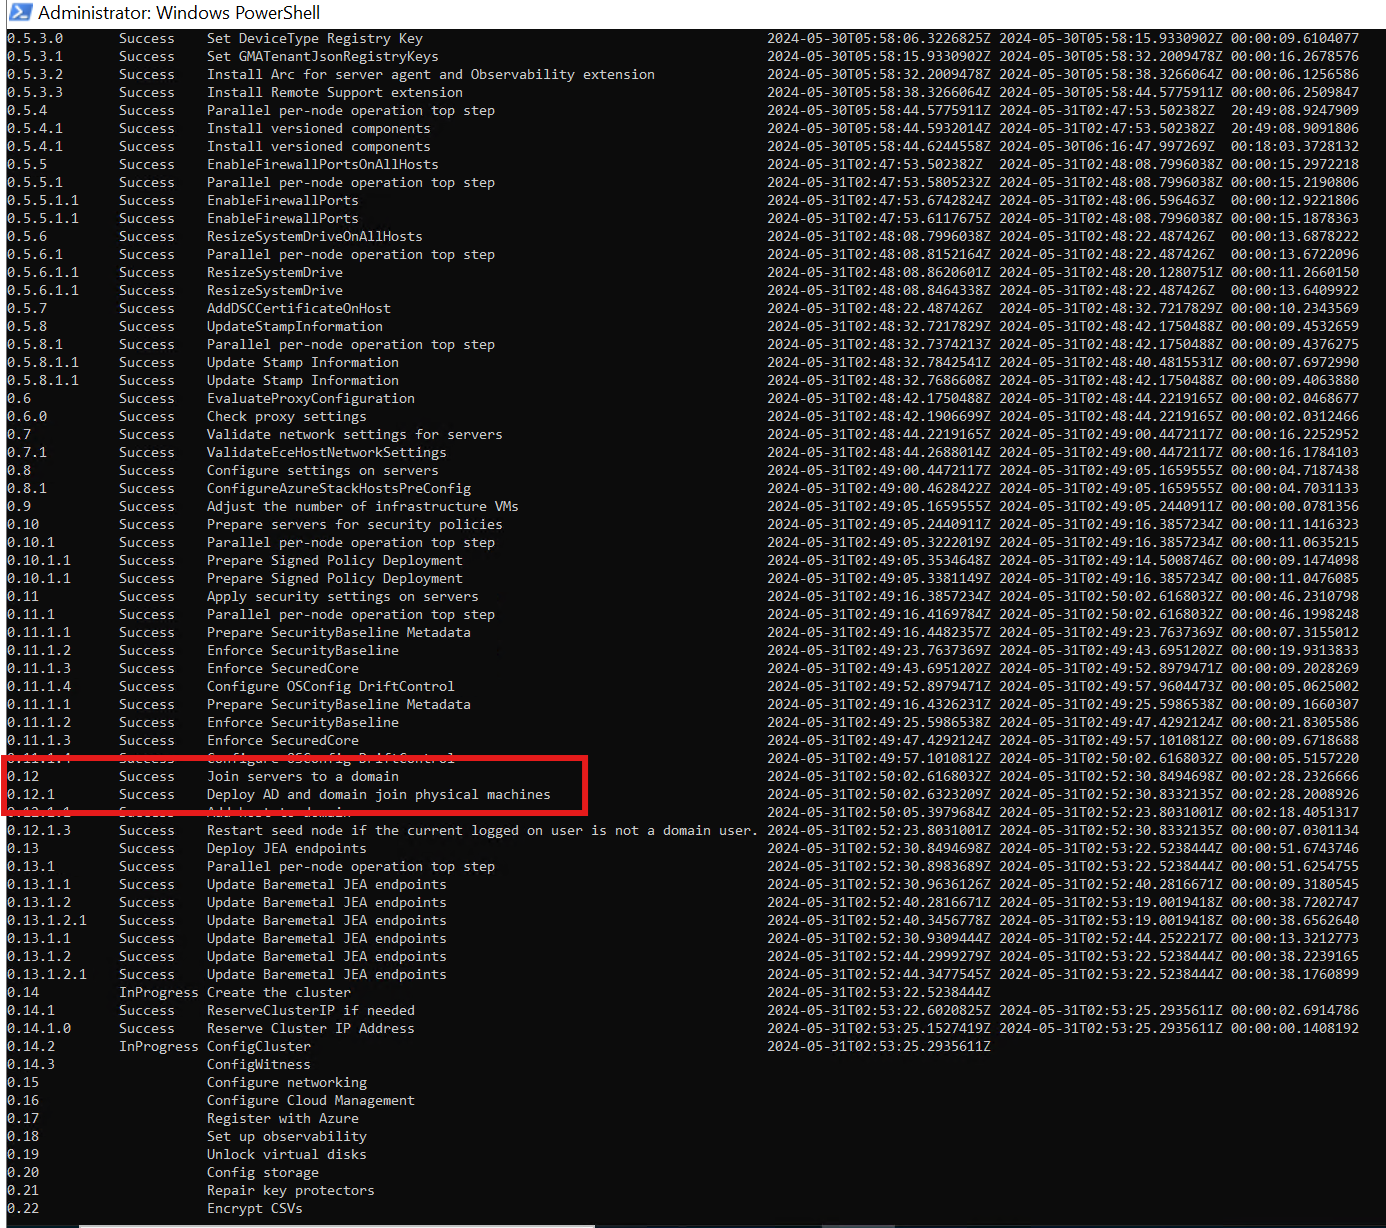 Administrator: Windows PowerShell
0.5.3.0 Success Set DeviceType Registry Key 2024-05-30T05:58:06.3226825Z 2024-05-30T05:58:15.9330902Z 00:00:09.6104077
0.5.3.1 Success Set GMATenantJsonRegistryKeys 2024-05-30T05:58:15.9330902Z 2024-05-30T05:58:32.2009478Z 00:00:16.2678576
0.5.3.2 Success Install Arc for server agent and Observability extension 2024-05-30T05:58:32.2009478Z 2024-05-30T05:58:38.3266064Z 00:00:06.1256586
0.5.3.3 Success Install Remote Support extension 2024-05-30T05:58:38.3266064Z 2024-05-30T05:58:44.5775911Z 00:00:06.2509847
0.5.4 Success Parallel per-node operation top step 2024-05-30T05:58:44.5775911Z 2024-05-31T02:47:53.502382Z 20:49:08.9247909
0.5.4.1 Success Install versioned components 2024-05-30T05:58:44.5932014Z 2024-05-31T02:47:53.502382Z 20:49:08.9091806
0.5.4.1 Success Install versioned components 2024-05-30T05:58:44.6244558Z 2024-05-30T06:16:47.997269Z 00:18:03.3728132
0.5.5 Success EnableFirewallPortsOnAllHosts 2024-05-31T02:47:53.502382Z 2024-05-31T02:48:08.7996038Z 00:00:15.2972218
0.5.5.1 Success Parallel per-node operation top step 2024-05-31T02:47:53.5805232Z 2024-05-31T02:48:08.7996038Z 00:00:15.2190806
0.5.5.1.1 Success EnableFirewallPorts 2024-05-31T02:47:53.6742824Z 2024-05-31T02:48:06.596463Z 00:00:12.9221806
0.5.5.1.1 Success EnableFirewallPorts 2024-05-31T02:47:53.6117675Z 2024-05-31T02:48:08.7996038Z 00:00:15.1878363
0.5.6 Success ResizeSystemDriveOnAllHosts 2024-05-31T02:48:08.7996038Z 2024-05-31T02:48:22.487426Z 00:00:13.6878222
0.5.6.1 Success Parallel per-node operation top step 2024-05-31T02:48:08.8152164Z 2024-05-31T02:48:22.487426Z 00:00:13.6722096
0.5.6.1.1 Success ResizeSystemDrive 2024-05-31T02:48:08.8620601Z 2024-05-31T02:48:20.1280751Z 00:00:11.2660150
0.5.6.1.1 Success ResizeSystemDrive 2024-05-31T02:48:08.8464338Z 2024-05-31T02:48:22.487426Z 00:00:13.6409922
0.5.7 Success AddDSCCertificateOnHost 2024-05-31T02:48:22.487426Z 2024-05-31T02:48:32.7217829Z 00:00:10.2343569
0.5.8 Success UpdateStampInformation 2024-05-31T02:48:32.7217829Z 2024-05-31T02:48:42.1750488Z 00:00:09.4532659
0.5.8.1 Success Parallel per-node operation top step 2024-05-31T02:48:32.7374213Z 2024-05-31T02:48:42.1750488Z 00:00:09.4376275
0.5.8.1.1 Success Update Stamp Information 2024-05-31T02:48:32.7842541Z 2024-05-31T02:48:40.4815531Z 00:00:07.6972990
0.5.8.1.1 Success Update Stamp Information 2024-05-31T02:48:32.7686608Z 2024-05-31T02:48:42.1750488Z 00:00:09.4063880
0.6 Success EvaluateProxyConfiguration 2024-05-31T02:48:42.1750488Z 2024-05-31T02:48:44.2219165Z 00:00:02.0468677
0.6.0 Success Check proxy settings 2024-05-31T02:48:42.1906699Z 2024-05-31T02:48:44.2219165Z 00:00:02.0312466
0.7 Success Validate network settings for servers 2024-05-31T02:48:44.2219165Z 2024-05-31T02:49:00.4472117Z 00:00:16.2252952
0.7.1 Success ValidateEceHostNetworkSettings 2024-05-31T02:48:44.2688014Z 2024-05-31T02:49:00.4472117Z 00:00:16.1784103
0.8 Success Configure settings on servers 2024-05-31T02:49:00.4472117Z 2024-05-31T02:49:05.1659555Z 00:00:04.7187438
0.8.1 Success ConfigureAzureStackHostsPreConfig 2024-05-31T02:49:00.4628422Z 2024-05-31T02:49:05.1659555Z 00:00:04.7031133
0.9 Success Adjust the number of infrastructure VMs 2024-05-31T02:49:05.1659555Z 2024-05-31T02:49:05.2440911Z 00:00:00.0781356
0.10 Success Prepare servers for security policies 2024-05-31T02:49:05.2440911Z 2024-05-31T02:49:16.3857234Z 00:00:11.1416323
0.10.1 Success Parallel per-node operation top step 2024-05-31T02:49:05.3222019Z 2024-05-31T02:49:16.3857234Z 00:00:11.0635215
0.10.1.1 Success Prepare Signed Policy Deployment 2024-05-31T02:49:05.3534648Z 2024-05-31T02:49:14.5008746Z 00:00:09.1474098
0.10.1.1 Success Prepare Signed Policy Deployment 2024-05-31T02:49:05.3381149Z 2024-05-31T02:49:16.3857234Z 00:00:11.0476085
0.11 Success Apply security settings on servers 2024-05-31T02:49:16.3857234Z 2024-05-31T02:50:02.6168032Z 00:00:46.2310798
0.11.1 Success Parallel per-node operation top step 2024-05-31T02:49:16.4169784Z 2024-05-31T02:50:02.6168032Z 00:00:46.1998248
0.11.1.1 Success Prepare SecurityBaseline Metadata 2024-05-31T02:49:16.4482357Z 2024-05-31T02:49:23.7637369Z 00:00:07.3155012
0.11.1.2 Success Enforce SecurityBaseline 2024-05-31T02:49:23.7637369Z 2024-05-31T02:49:43.6951202Z 00:00:19.9313833
0.11.1.3 Success Enforce SecuredCore 2024-05-31T02:49:43.6951202Z 2024-05-31T02:49:52.8979471Z 00:00:09.2028269
0.11.1.4 Success Configure OSConfig DriftControl 2024-05-31T02:49:52.8979471Z 2024-05-31T02:49:57.9604473Z 00:00:05.0625002
0.11.1.1 Success Prepare SecurityBaseline Metadata 2024-05-31T02:49:16.4326231Z 2024-05-31T02:49:25.5986538Z 00:00:09.1660307
0.11.1.2 Success Enforce SecurityBaseline 2024-05-31T02:49:25.5986538Z 2024-05-31T02:49:47.4292124Z 00:00:21.8305586
0.11.1.3 Success Enforce SecuredCore 2024-05-31T02:49:47.4292124Z 2024-05-31T02:49:57.1010812Z 00:00:09.6718688
0.11.1.4 Success Configure OSConfig DriftControl 2024-05-31T02:49:57.1010812Z 2024-05-31T02:50:02.6168032Z 00:00:05.5157220
0.12 Success Join servers to a domain 2024-05-31T02:50:02.6168032Z 2024-05-31T02:52:30.8494698Z 00:02:28.2326666
0.12.1 Success Deploy AD and domain join physical machines 2024-05-31T02:50:02.6323209Z 2024-05-31T02:52:30.8332135Z 00:02:28.2008926
2024-05-31T02:50:05.3979684Z 2024-05-31T02:52:23.8031001Z 00:02:18.4051317
0.12.1.3 Success Restart seed node if the current logged on user is not a domain user. 2024-05-31T02:52:23.8031001Z 2024-05-31T02:52:30.8332135Z 00:00:07.0301134
0.13 Success Deploy JEA endpoints 2024-05-31T02:52:30.8494698Z 2024-05-31T02:53:22.5238444Z 00:00:51.6743746
0.13.1 Success Parallel per-node operation top step 2024-05-31T02:52:30.8983689Z 2024-05-31T02:53:22.5238444Z 00:00:51.6254755
0.13.1.1 Success Update Baremetal JEA endpoints 2024-05-31T02:52:30.9636126Z 2024-05-31T02:52:40.2816671Z 00:00:09.3180545
0.13.1.2 Success Update Baremetal JEA endpoints 2024-05-31T02:52:40.2816671Z 2024-05-31T02:53:19.0019418Z 00:00:38.7202747
0.13.1.2.1 Success Update Baremetal JEA endpoints 2024-05-31T02:52:40.3456778Z 2024-05-31T02:53:19.0019418Z 00:00:38.6562640
0.13.1.1 Success Update Baremetal JEA endpoints 2024-05-31T02:52:30.9309444Z 2024-05-31T02:52:44.2522217Z 00:00:13.3212773
0.13.1.2 Success Update Baremetal JEA endpoints 2024-05-31T02:52:44.2999279Z 2024-05-31T02:53:22.5238444Z 00:00:38.2239165
0.13.1.2.1 Success Update Baremetal JEA endpoints 2024-05-31T02:52:44.3477545Z 2024-05-31T02:53:22.5238444Z 00:00:38.1760899
0.14 InProgress Create the cluster 2024-05-31T02:53:22.5238444Z
0.14.1 Success ReserveClusterIP if needed 2024-05-31T02:53:22.6020825Z 2024-05-31T02:53:25.2935611Z 00:00:02.6914786
0.14.1.0 Success Reserve Cluster IP Address 2024-05-31T02:53:25.1527419Z 2024-05-31T02:53:25.2935611Z 00:00:00.1408192
0.14.2 InProgress ConfigCluster 2024-05-31T02:53:25.2935611Z
0.14.3 ConfigWitness
0.15 Configure networking
0.16 Configure Cloud Management
0.17 Register with Azure
0.18 Set up observability
0.19 Unlock virtual disks
0.20 Config storage
0.21 Repair key protectors
0.22 Encrypt CSVs